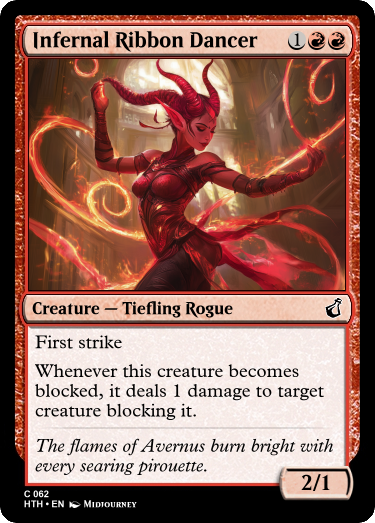 Infernal Ribbon Dancer 1
Creature — Tiefling Rogue
First strike
Whenever this creature becomes
blocked, it deals 1 damage to target
creature blocking it.
The flames of Avernus burn bright with
every searing pirouette.
2/1
C 062
HTH • EN Midjourney